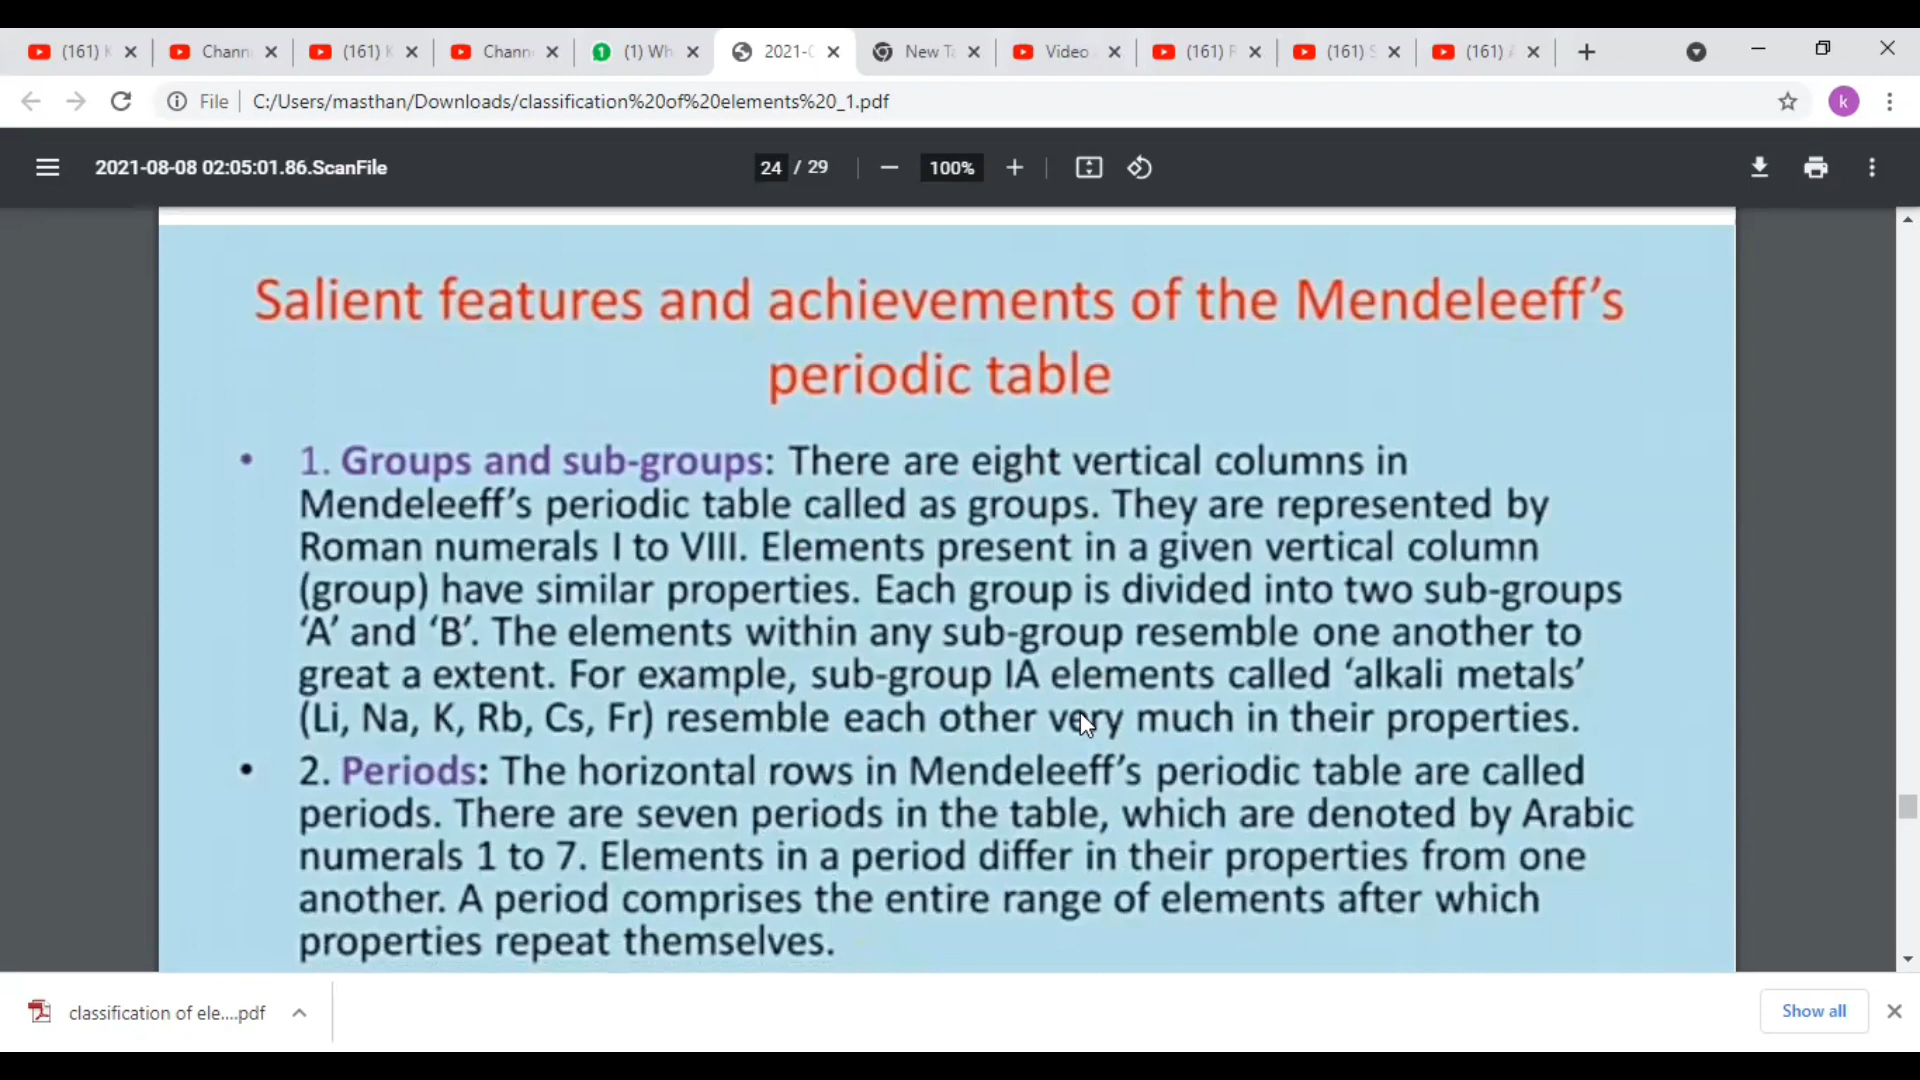 (161) K
Chann
(161) K
Chann
(1) Wh
2021-0
New Ta
Video
(161) F
(161) S
(161)
File
C:/Users/masthan/Downloads/classification%20of%20elements%20_1.pdf
k
2021-08-08 02:05:01.86.ScanFile
24 / 29
100%
Salient features and achievements of the Mendeleeff’s
periodic table
• 1. Groups and sub-groups: There are eight vertical columns in
Mendeleeff’s periodic table called as groups. They are represented by
Roman numerals I to VIII. Elements present in a given vertical column
(group) have similar properties. Each group is divided into two sub-groups
‘A’ and ‘B’. The elements within any sub-group resemble one another to
great a extent. For example, sub-group IA elements called ‘alkali metals’
(Li, Na, K, Rb, Cs, Fr) resemble each other very much in their properties.
• 2. Periods: The horizontal rows in Mendeleeff’s periodic table are called
periods. There are seven periods in the table, which are denoted by Arabic
numerals 1 to 7. Elements in a period differ in their properties from one
another. A period comprises the entire range of elements after which
properties repeat themselves.
classification of ele....pdf
Show all